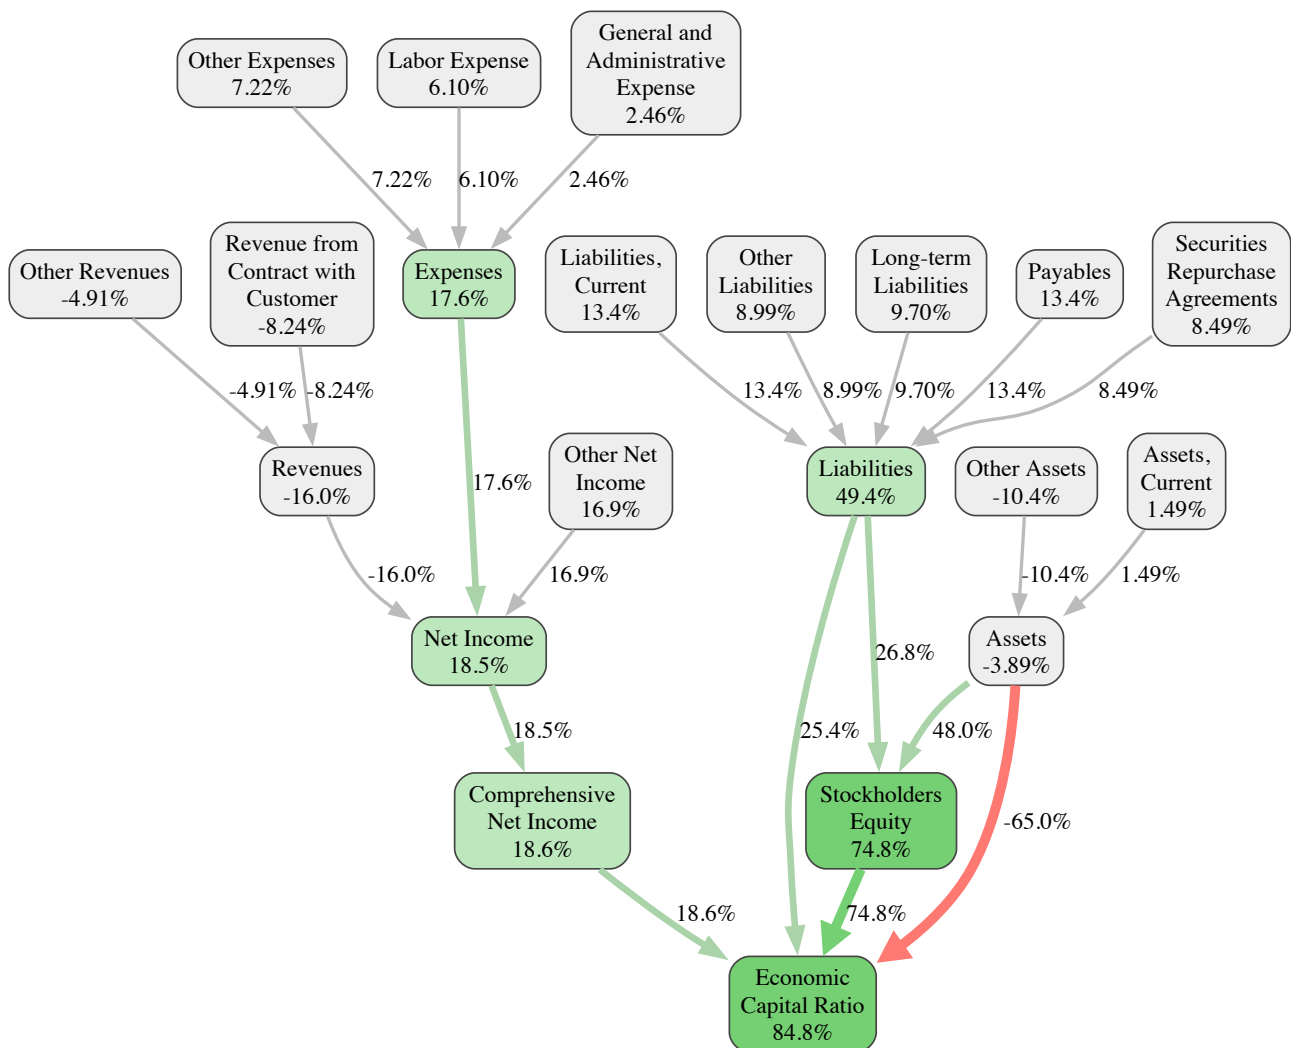 Other Expenses
7.22%
Labor Expense
6.10%
General and
Administrative
Expense
2.46%
7.22%
6.10%
2.46%
Other Revenues
-4.91%
Revenue from
Contract with
Customer
-8.24%
Expenses
17.6%
Liabilities,
Current
13.4%
Other
Liabilities
8.99%
Long-term
Liabilities
9.70%
Payables
13.4%
Securities
Repurchase
Agreements
8.49%
-4.91%
-8.24%
13.4%
8.99%
9.70%
13.4%
8.49%
Revenues
-16.0%
17.6%
Other Net
Income
16.9%
Liabilities
49.4%
Other Assets
-10.4%
Assets,
Current
1.49%
-16.0%
16.9%
-10.4%
1.49%
Net Income
18.5%
26.8%
Assets
-3.89%
18.5%
25.4%
48.0%
Comprehensive
Net Income
18.6%
Stockholders
Equity
74.8%
-65.0%
18.6%
74.8%
Economic
Capital Ratio
84.8%